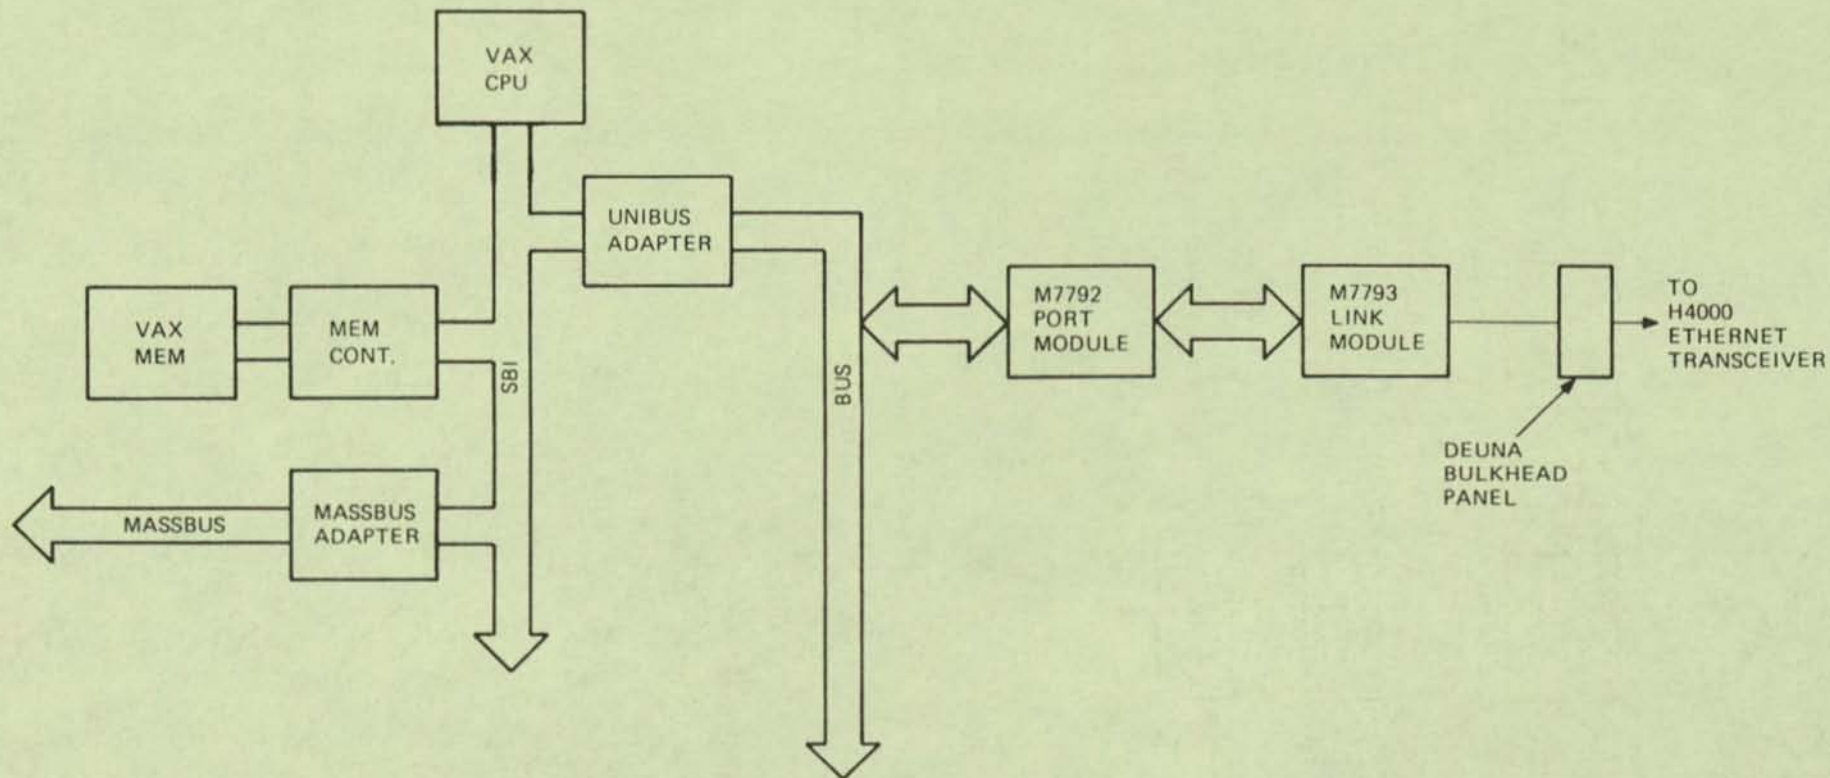 VAX
CPU
UNIBUS
ADAPTER
VAX
MEM
MEM
CONT.
SBI
BUS
M7792
PORT
MODULE
M7793
LINK
MODULE
TO
H4000
ETHERNET
TRANSCEIVER
DEUNA
BULKHEAD
PANEL
MASSBUS
MASSBUS
ADAPTER